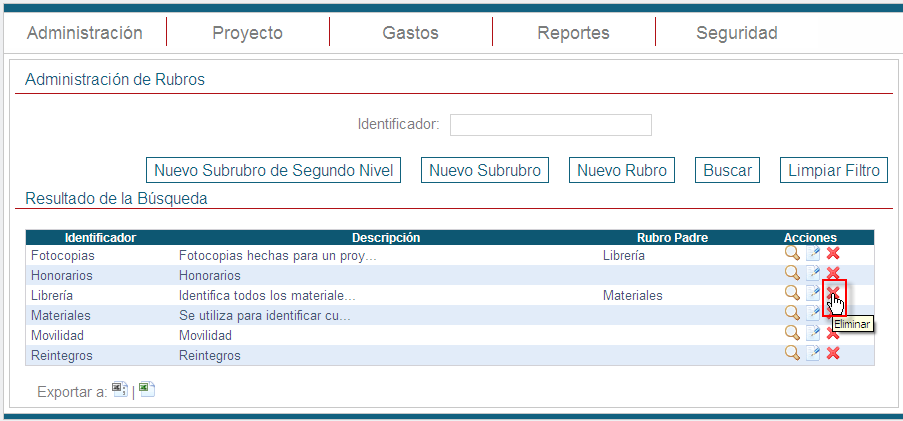 Administración Proyecto Gastos Reportes Seguridad
Administración de Rubros
Identificador:
Nuevo Subrubro de Segundo Nivel Nuevo Subrubro Nuevo Rubro Buscar Limpiar Filtro
Resultado de la Búsqueda
Identificador Descripción Rubro Padre Acciones
Fotocopias Fotocopias hechas para un proy... Librería
Honorarios Honorarios
Librería Identifica todos los materiale... Materiales
Materiales Se utiliza para identificar cu...
Eliminar
Movilidad Movilidad
Reintegros Reintegros
Exportar a: |